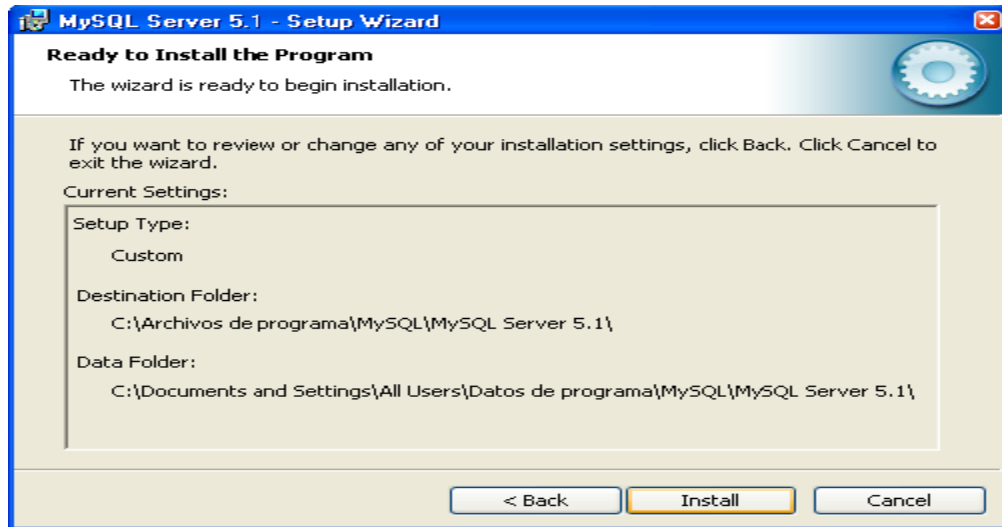 MySQL Server 5.1 - Setup Wizard
Ready to Install the Program
The wizard is ready to begin installation.
If you want to review or change any of your installation settings, click Back. Click Cancel to
exit the wizard.
Current Settings:
Setup Type:
Custom
Destination Folder:
C:\Archivos de programa\MySQL\MySQL Server 5.1\
Data Folder:
C:\Documents and Settings\All Users\Datos de programa\MySQL\MySQL Server 5.1\
< Back Install Cancel